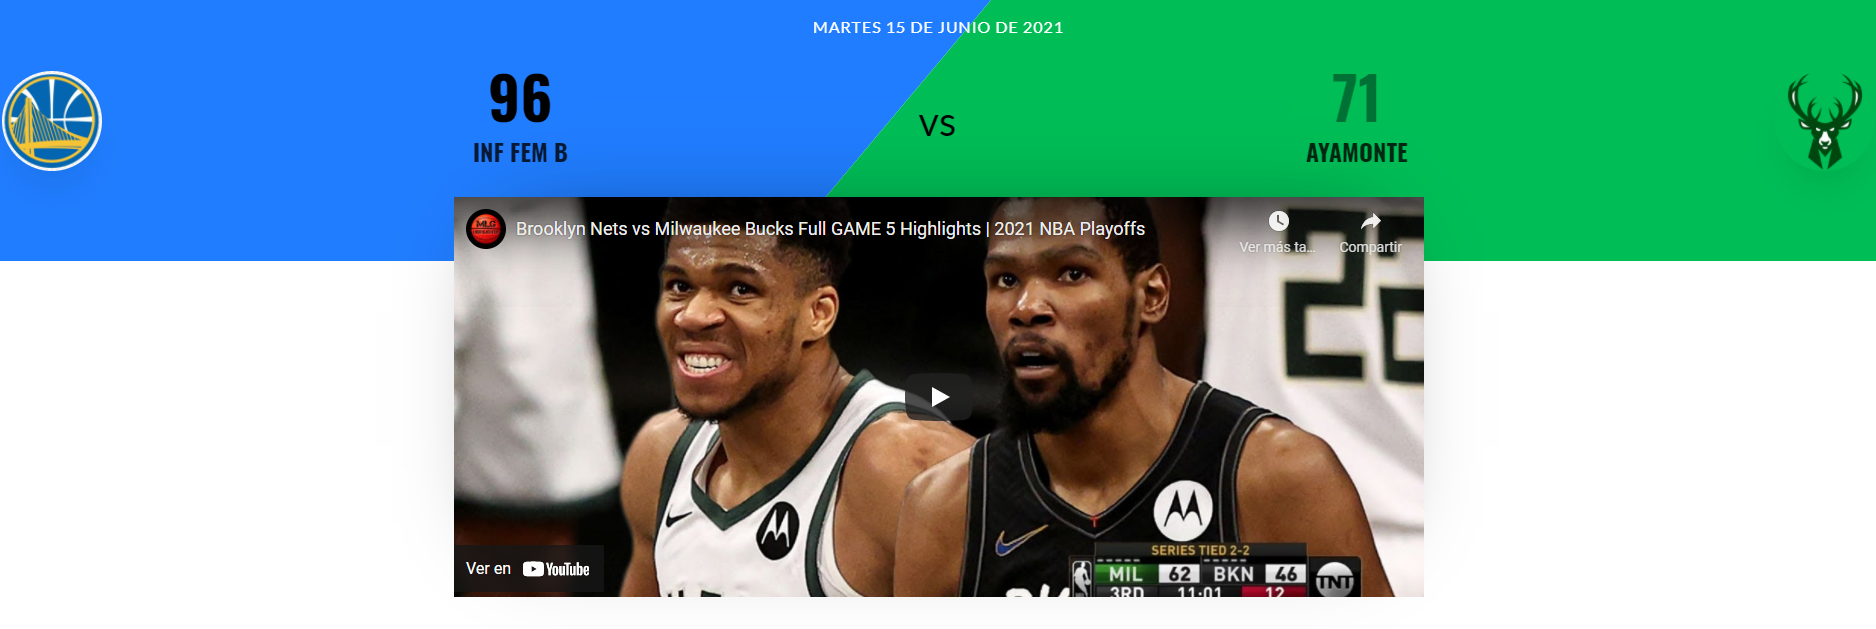 MARTES 15 DE JUNIO DE 2021
96
INF FEM B
VS
71
AYAMONTE
MLG
Brooklyn Nets vs Milwaukee Bucks Full GAME 5 Highlights | 2021 NBA Playoffs
Ver más ta...
Compartir
22
Ver en YouTube
SERIES TIED 2-2
MIL 62 BKN 46 TNT
3RD 11:01 12